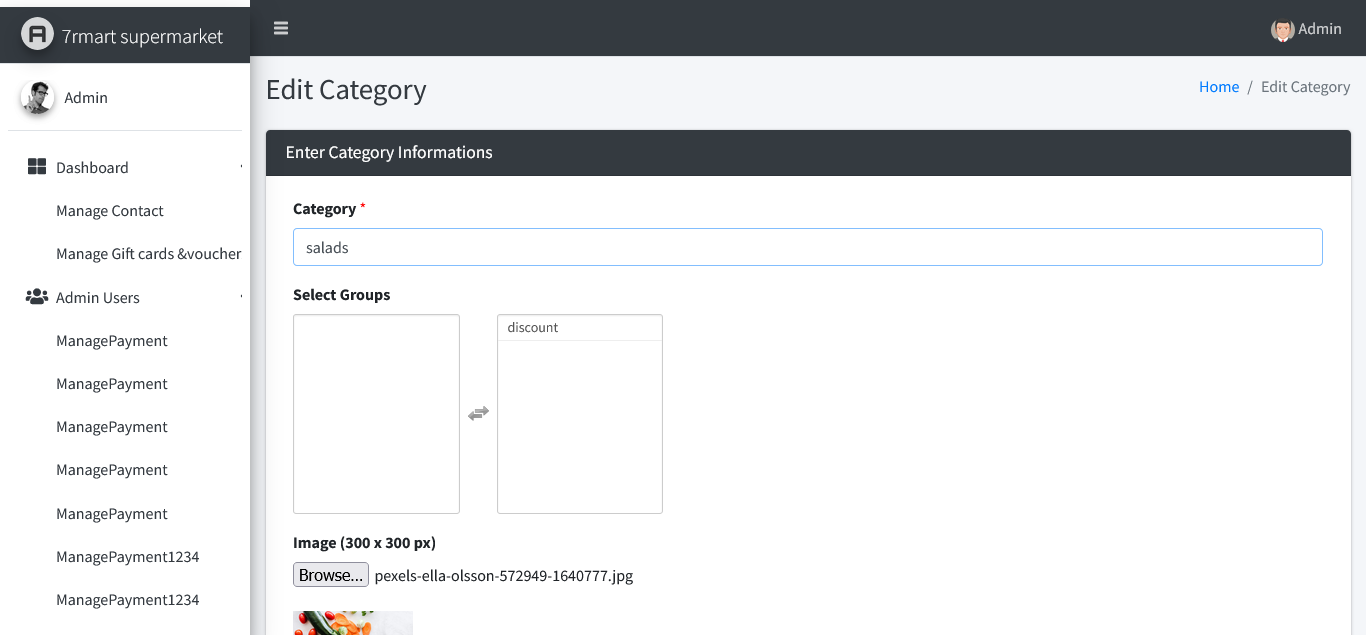 7rmart supermarket
Admin
Admin
Edit Category
Home / Edit Category
Enter Category Informations
Dashboard
Manage Contact
Manage Gift cards &voucher
Admin Users
ManagePayment
ManagePayment
ManagePayment
ManagePayment
ManagePayment
ManagePayment1234
ManagePayment1234
Category *
salads
Select Groups
discount
Image (300 x 300 px)
Browse... pexels-ella-olsson-572949-1640777.jpg